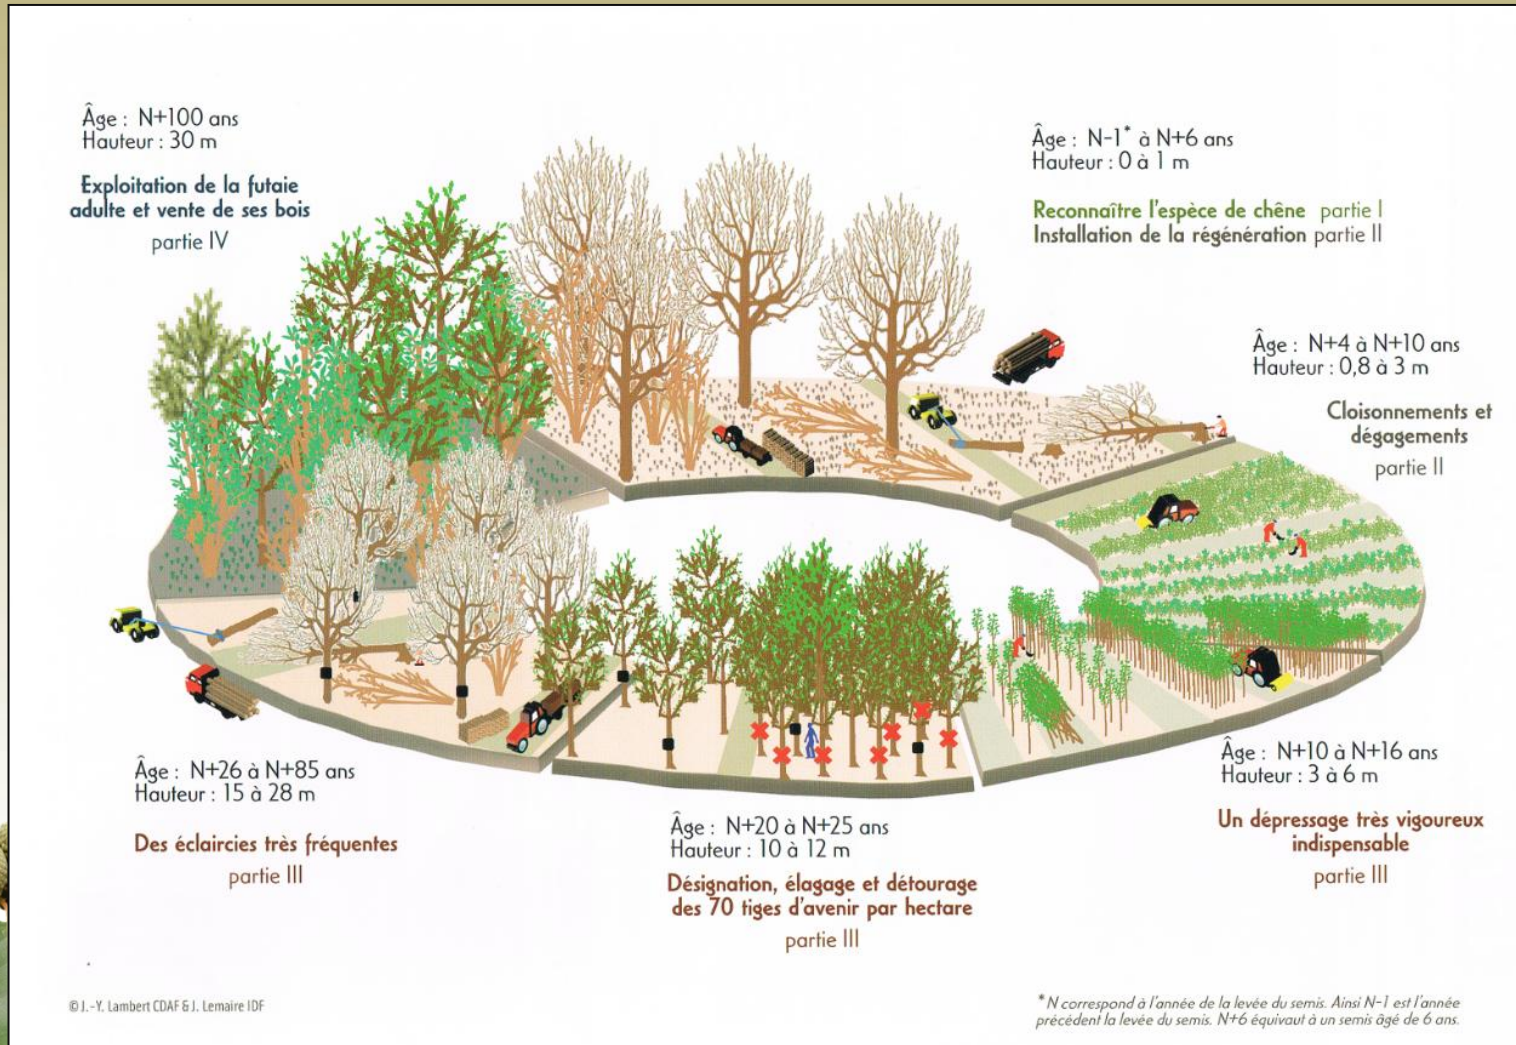 Âge : N+100 ans
Hauteur : 30 m
Exploitation de la futaie
adulte et vente de ses bois
partie IV
Âge : N-1* à N+6 ans
Hauteur : 0 à 1 m
Reconnaître l'espèce de chêne partie I
Installation de la régénération partie II
Âge : N+4 à N+10 ans
Hauteur : 0,8 à 3 m
Cloisonnements et
dégagements
partie II
Âge : N+10 à N+16 ans
Hauteur : 3 à 6 m
Un dépressage très vigoureux
indispensable
partie III
Âge : N+20 à N+25 ans
Hauteur : 10 à 12 m
Désignation, élagage et détourage
des 70 tiges d'avenir par hectare
partie III
Âge : N+26 à N+85 ans
Hauteur : 15 à 28 m
Des éclaircies très fréquentes
partie III
© J.-Y. Lambert CDAF & J. Lemaire IDF
* N correspond à l'année de la levée du semis. Ainsi N-1 est l'année
précédent la levée du semis. N+6 équivaut à un semis âgé de 6 ans.